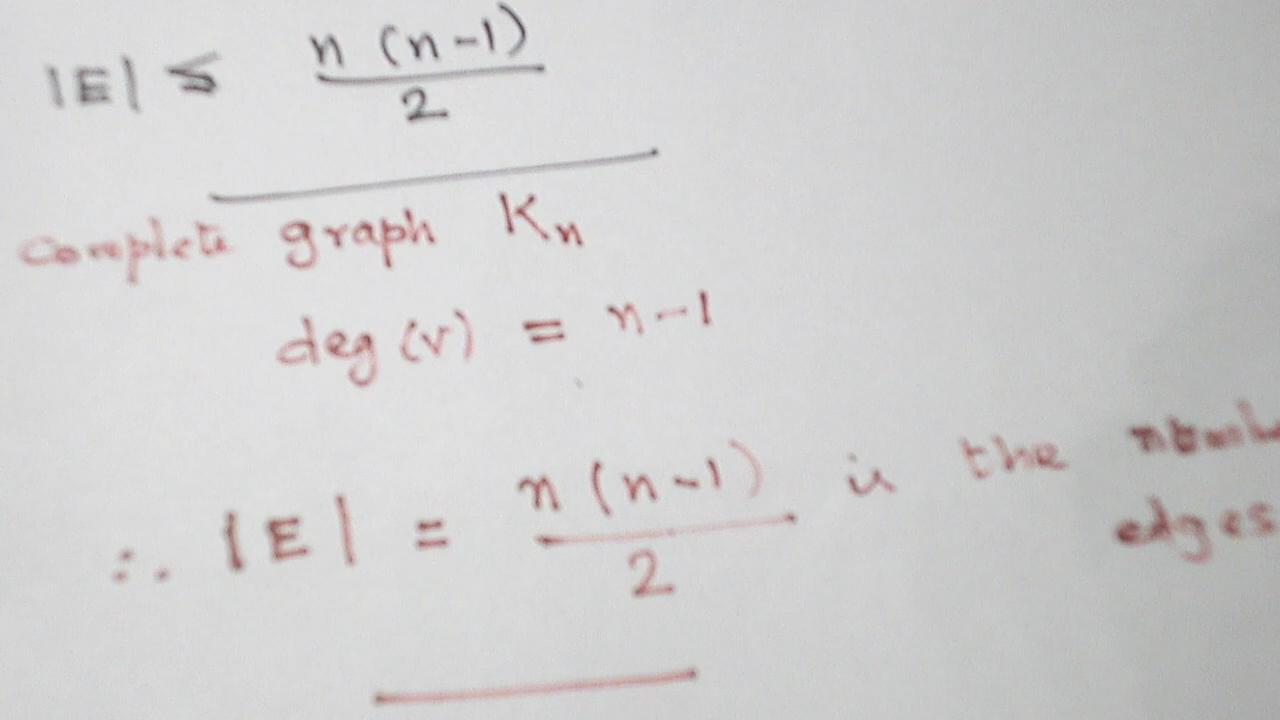 |E| ≤ n (n-1) / 2
complete graph Kn
deg (v) = n-1
∴ |E| = n (n-1) / 2 is the
edges